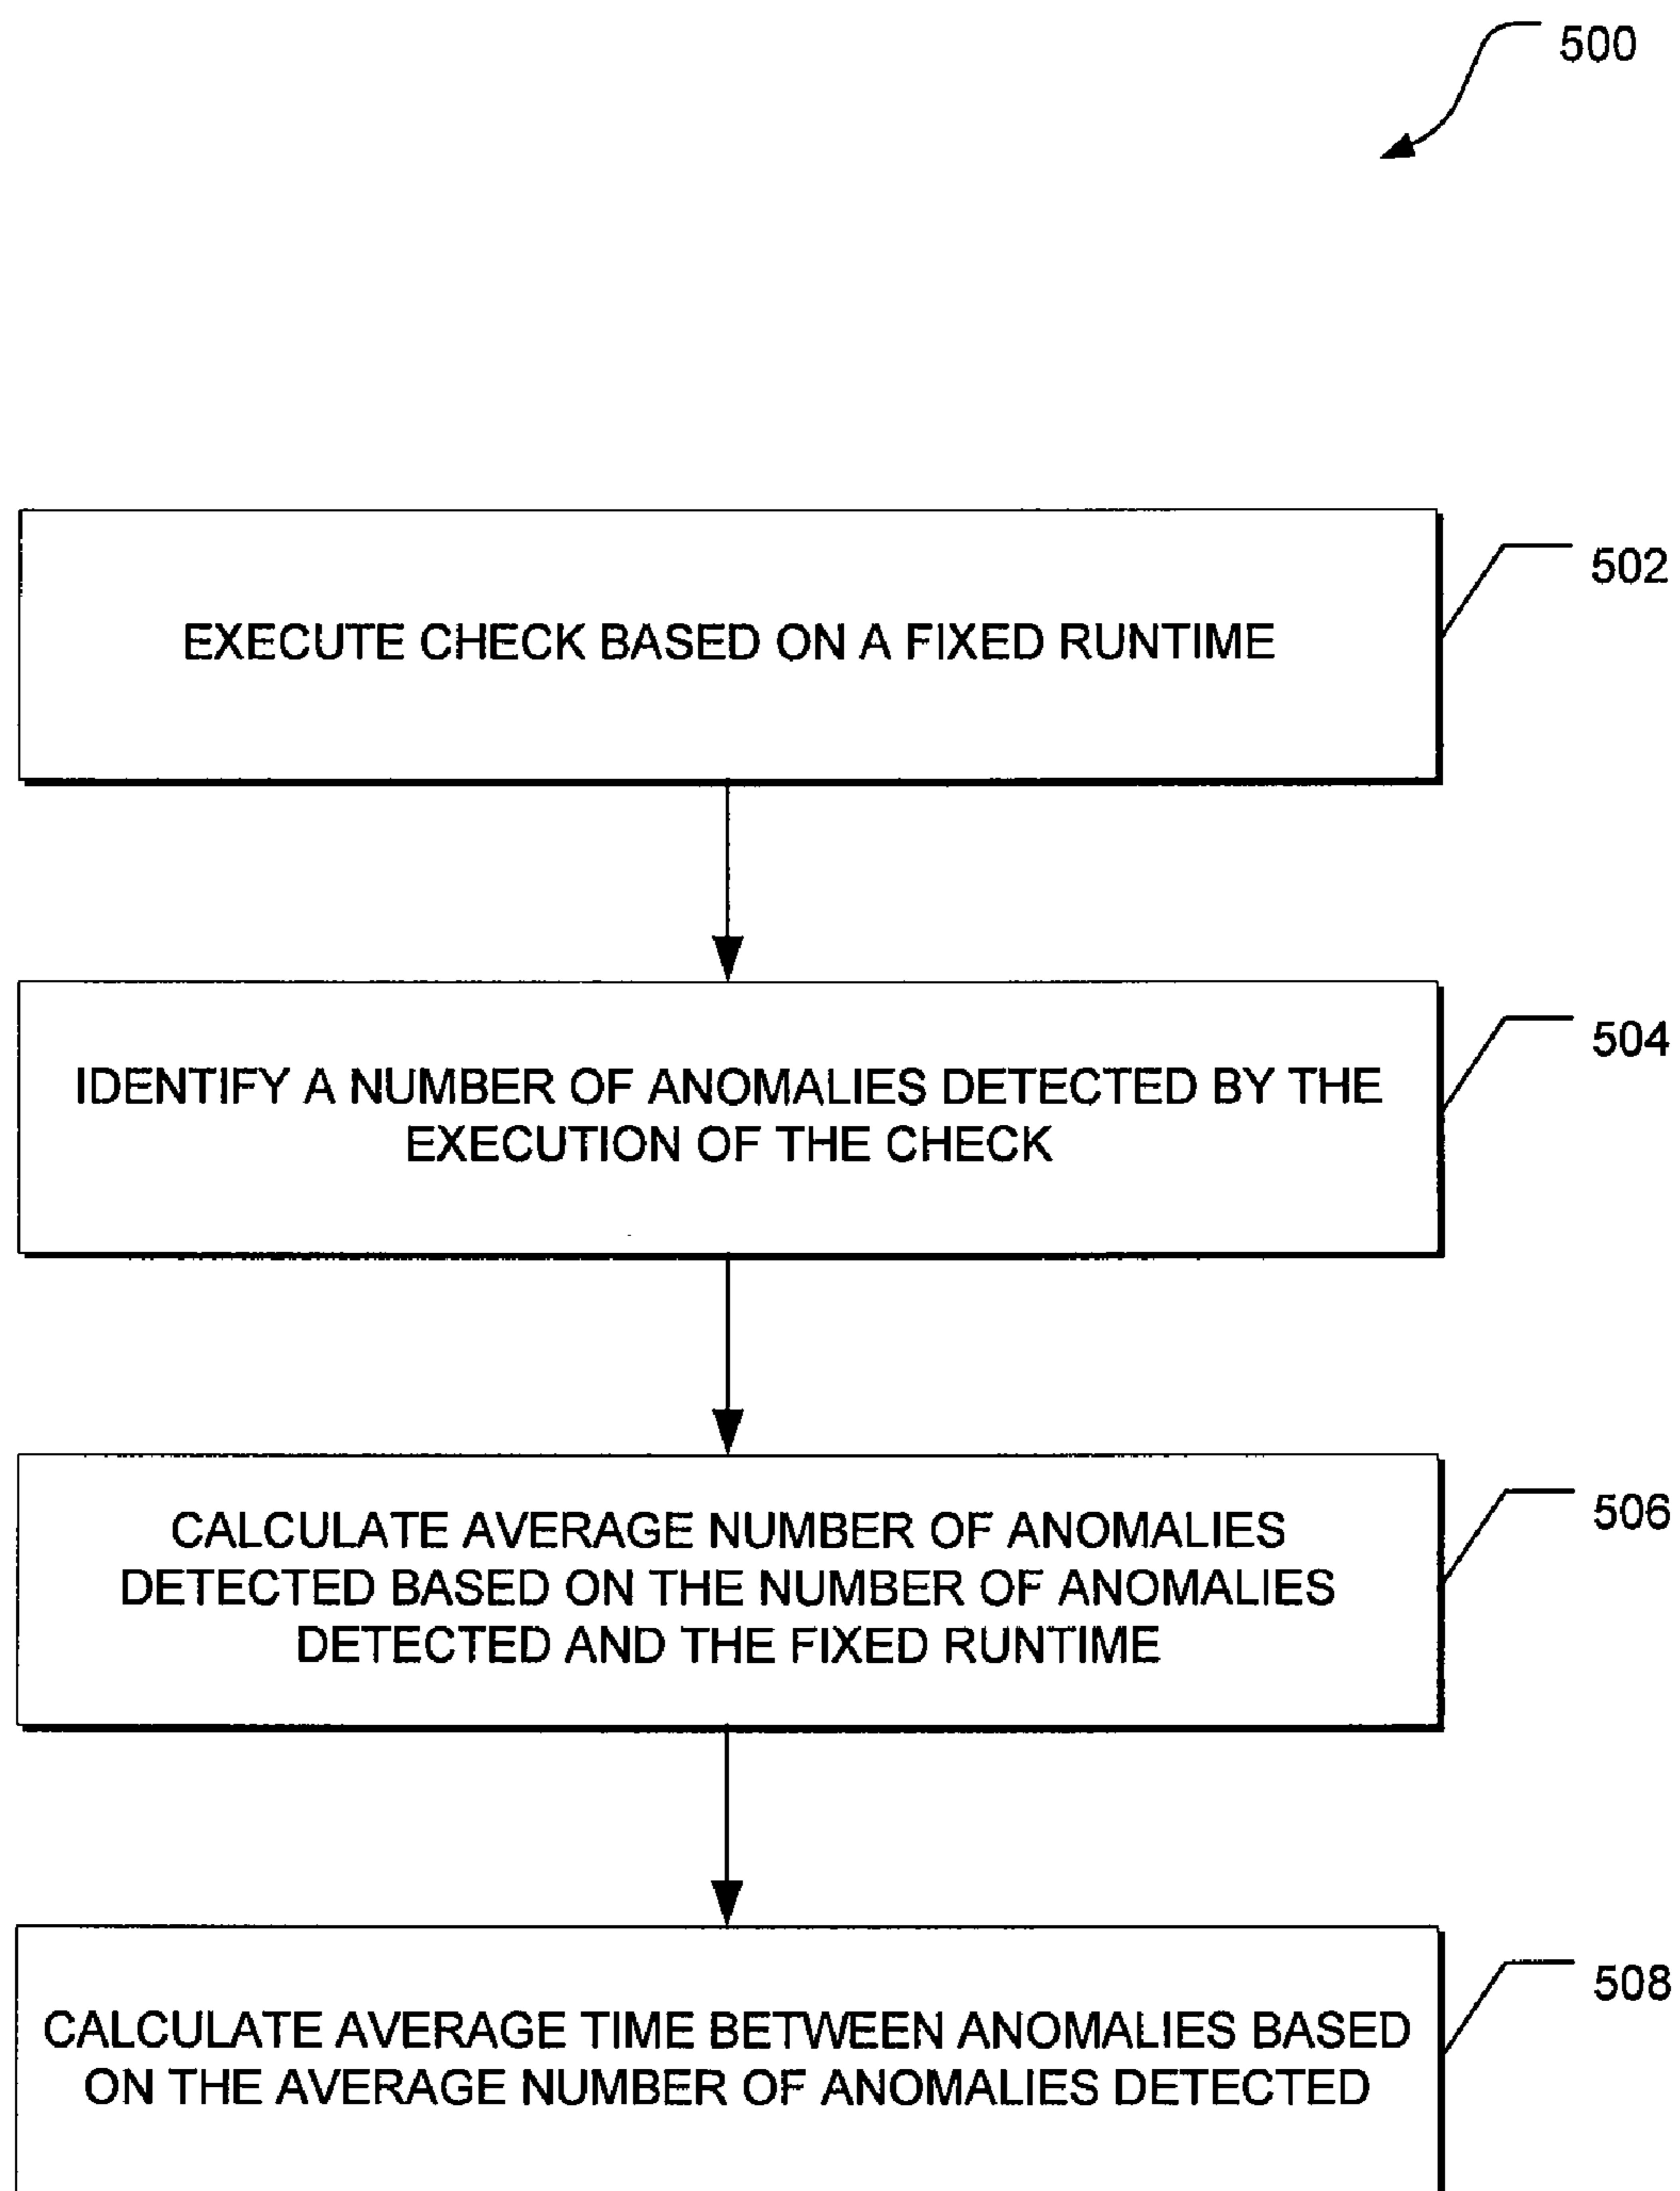 500
EXECUTE CHECK BASED ON A FIXED RUNTIME
502
IDENTIFY A NUMBER OF ANOMALIES DETECTED BY THE
EXECUTION OF THE CHECK
504
CALCULATE AVERAGE NUMBER OF ANOMALIES
DETECTED BASED ON THE NUMBER OF ANOMALIES
DETECTED AND THE FIXED RUNTIME
506
CALCULATE AVERAGE TIME BETWEEN ANOMALIES BASED
ON THE AVERAGE NUMBER OF ANOMALIES DETECTED
508